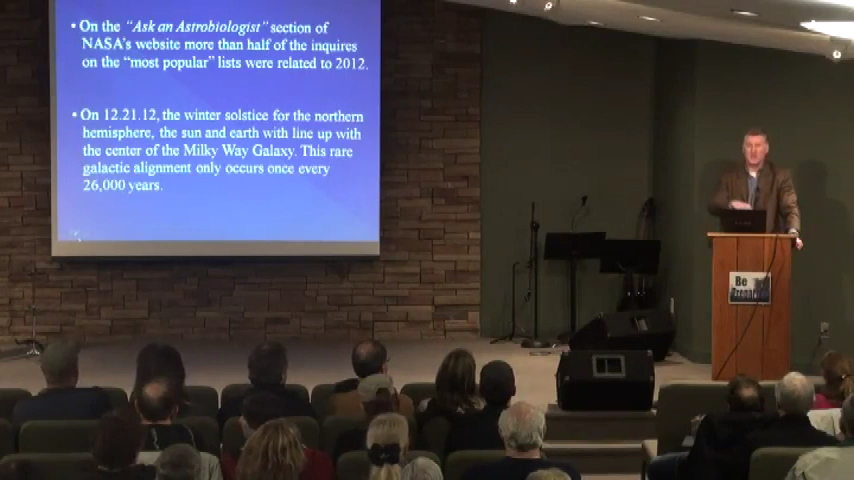 • On the "Ask an Astrobiologist" section of
NASA's website more than half of the inquires
on the "most popular" lists were related to 2012.
• On 12.21.12, the winter solstice for the northern
hemisphere, the sun and earth with line up with
the center of the Milky Way Galaxy. This rare
galactic alignment only occurs once every
26,000 years.
Be
Prepared